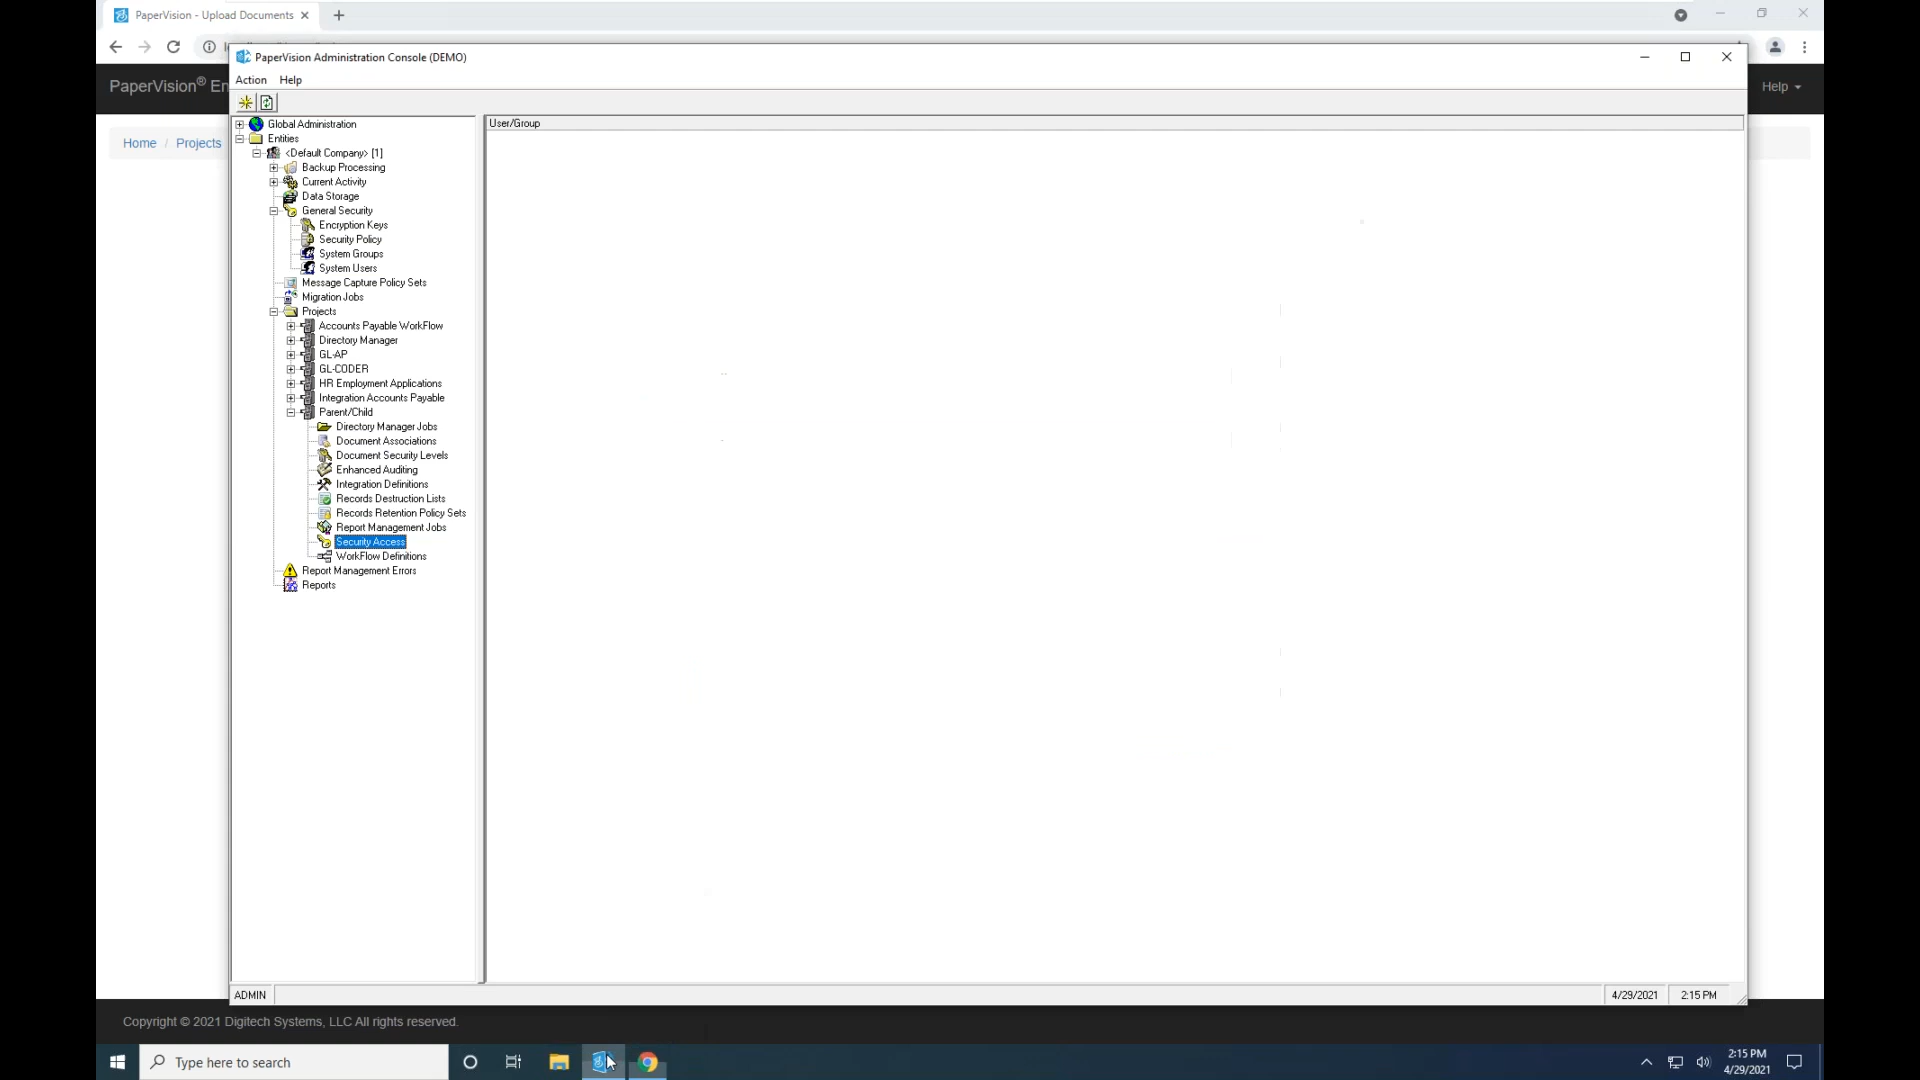 PaperVision - Upload Documents
PaperVision Administration Console (DEMO)
PaperVision® En
Action Help
Help
Home / Projects
User/Group
Global Administration
Entities
<Default Company> [1]
Backup Processing
Current Activity
Data Storage
General Security
Encryption Keys
Security Policy
System Groups
System Users
Message Capture Policy Sets
Migration Jobs
Projects
Accounts Payable WorkFlow
Directory Manager
GL-AP
GL-CODER
HR Employment Applications
Integration Accounts Payable
Parent/Child
Directory Manager Jobs
Document Associations
Document Security Levels
Enhanced Auditing
Integration Definitions
Records Destruction Lists
Records Retention Policy Sets
Report Management Jobs
Security Access
WorkFlow Definitions
Report Management Errors
Reports
ADMIN
4/29/2021 2:15 PM
Copyright © 2021 Digitech Systems, LLC All rights reserved.
Type here to search
2:15 PM
4/29/2021